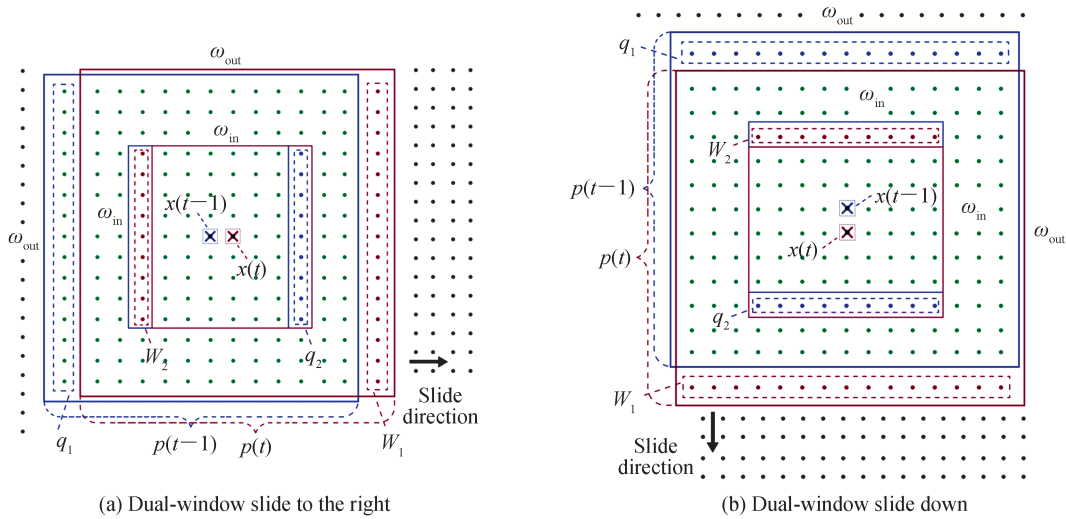 ω_out
ω_in
ω_in
x(t−1)
ω_out
x(t)
W_2
q_2
Slide
direction
q_1
p(t−1)
p(t)
W_1
(a) Dual-window slide to the right
ω_out
q_1
ω_in
W_2
p(t−1)
x(t−1)
ω_in
ω_out
p(t)
x(t)
q_2
W_1
Slide
direction
(b) Dual-window slide down